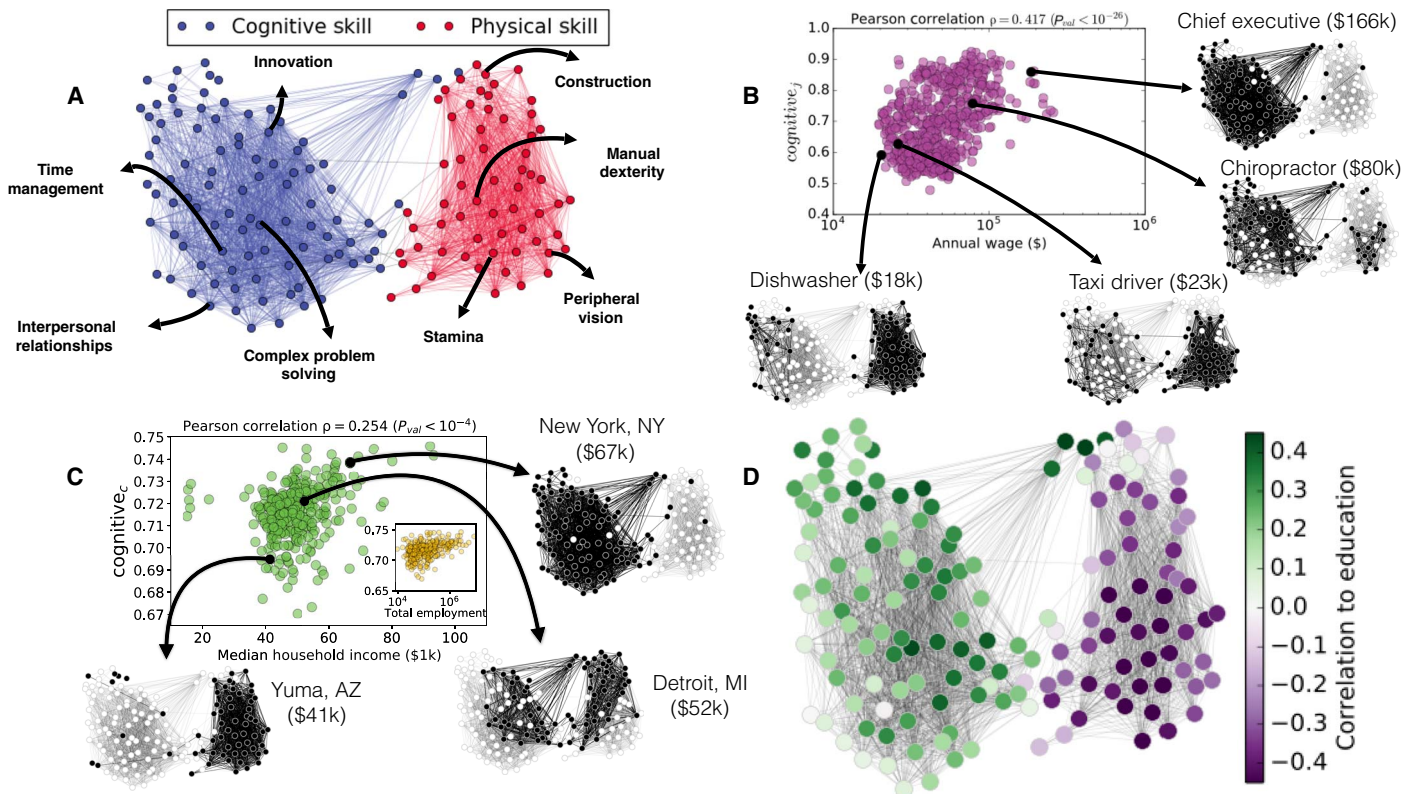 Cognitive skill
Physical skill
A
Innovation
Construction
Time
management
Manual
dexterity
Interpersonal
relationships
Complex problem
solving
Stamina
Peripheral
vision
B
Pearson correlation ρ = 0.417 (P_val < 10^−26)
cognitive_j
1.0
0.9
0.8
0.7
0.6
0.5
0.4
10^4
10^5
10^6
Annual wage ($)
Chief executive ($166k)
Chiropractor ($80k)
Dishwasher ($18k)
Taxi driver ($23k)
C
Pearson correlation ρ = 0.254 (P_val < 10^−4)
cognitive_c
0.75
0.74
0.73
0.72
0.71
0.70
0.69
0.68
0.67
20
40
60
80
100
Median household income ($1k)
0.75
0.70
0.65
10^4
10^6
Total employment
New York, NY
($67k)
Yuma, AZ
($41k)
Detroit, MI
($52k)
D
0.4
0.3
0.2
0.1
0.0
−0.1
−0.2
−0.3
−0.4
Correlation to education